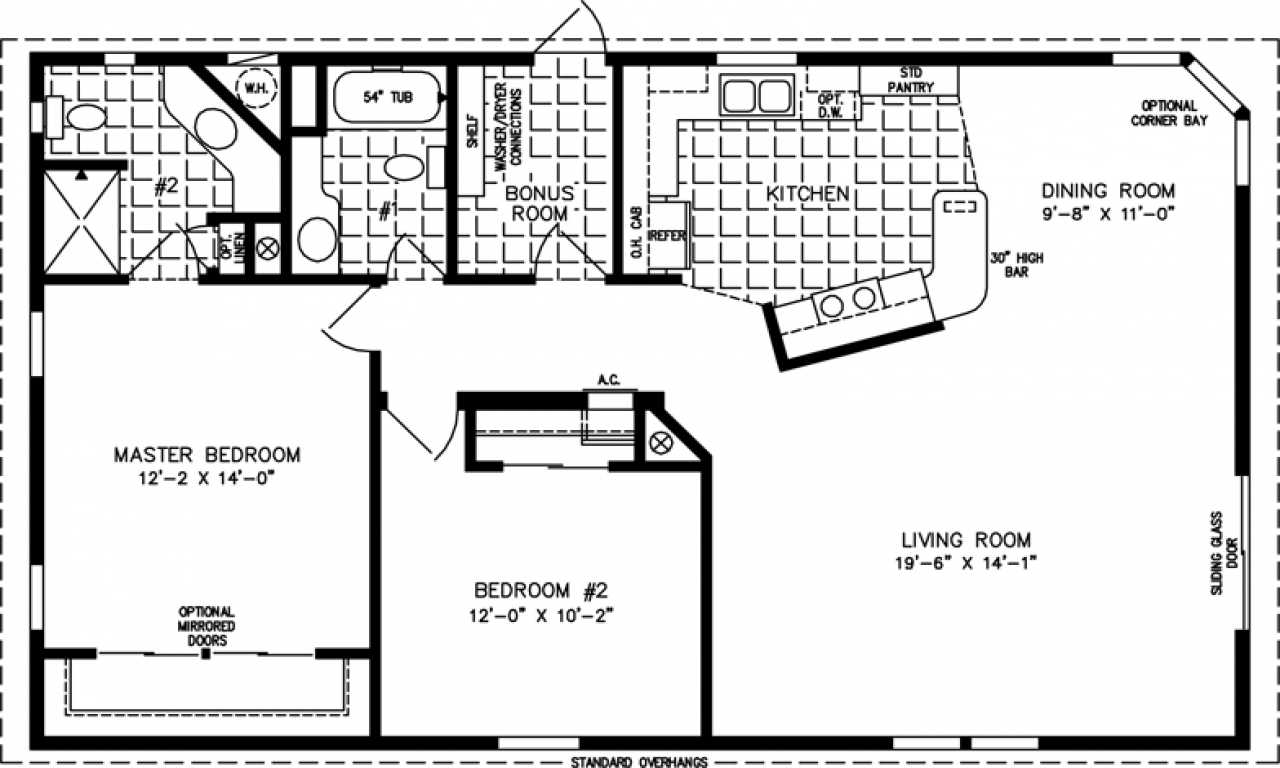 W.H.
54" TUB
SHELF
WASHER/DRYER
CONNECTIONS
STD
PANTRY
OPT.
D.W.
OPTIONAL
CORNER BAY
#2
#1
BONUS
ROOM
KITCHEN
DINING ROOM
9'-8" X 11'-0"
OPT.
LINEN
O.H. CAB
REFER
30" HIGH
BAR
A.C.
MASTER BEDROOM
12'-2 X 14'-0"
LIVING ROOM
19'-6" X 14'-1"
SLIDING GLASS
DOOR
BEDROOM #2
12'-0" X 10'-2"
OPTIONAL
MIRRORED
DOORS
STANDARD OVERHANGS